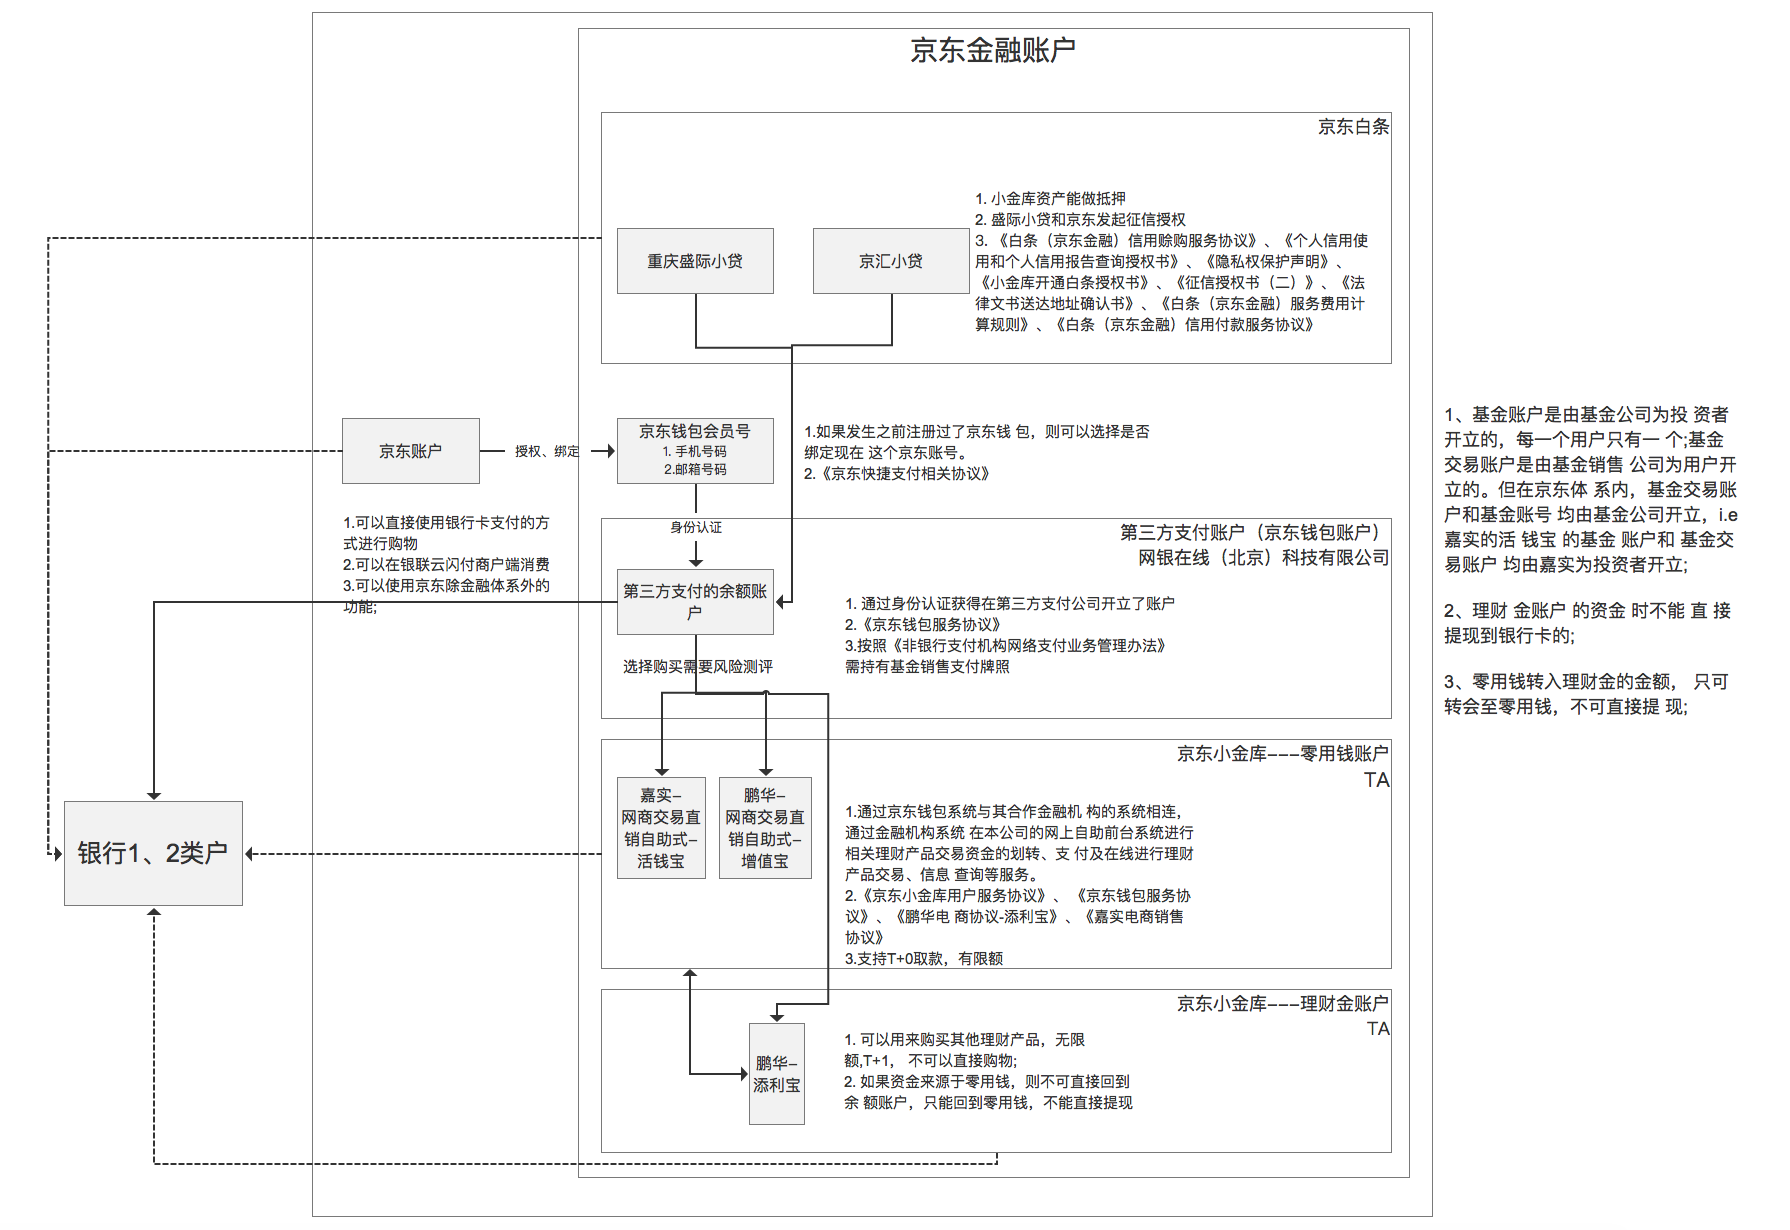 京东金融账户
京东白条
1. 小金库资产能做抵押
2. 盛际小贷和京东发起征信授权
3. 《白条（京东金融）信用赊购服务协议》、《个人信用使
用和个人信用报告查询授权书》、《隐私权保护声明》、
《小金库开通白条授权书》、《征信授权书（二）》、《法
律文书送达地址确认书》、《白条（京东金融）服务费用计
算规则》、《白条（京东金融）信用付款服务协议》
重庆盛际小贷
京汇小贷
京东账户
授权、绑定
京东钱包会员号
1. 手机号码
2.邮箱号码
1.如果发生之前注册过了京东钱 包，则可以选择是否
绑定现在 这个京东账号。
2.《京东快捷支付相关协议》
1.可以直接使用银行卡支付的方
式进行购物
2.可以在银联云闪付商户端消费
3.可以使用京东除金融体系外的
功能;
身份认证
第三方支付账户（京东钱包账户）
网银在线（北京）科技有限公司
第三方支付的余额账
户
1. 通过身份认证获得在第三方支付公司开立了账户
2.《京东钱包服务协议》
3.按照《非银行支付机构网络支付业务管理办法》
需持有基金销售支付牌照
选择购买需要风险测评
京东小金库---零用钱账户
TA
嘉实-
网商交易直
销自助式-
活钱宝
鹏华-
网商交易直
销自助式-
增值宝
1.通过京东钱包系统与其合作金融机 构的系统相连，
通过金融机构系统 在本公司的网上自助前台系统进行
相关理财产品交易资金的划转、支 付及在线进行理财
产品交易、信息 查询等服务。
2.《京东小金库用户服务协议》、 《京东钱包服务协
议》、《鹏华电 商协议-添利宝》、《嘉实电商销售
协议》
3.支持T+0取款，有限额
银行1、2类户
京东小金库---理财金账户
TA
鹏华-
添利宝
1. 可以用来购买其他理财产品，无限
额,T+1， 不可以直接购物;
2. 如果资金来源于零用钱，则不可直接回到
余 额账户，只能回到零用钱，不能直接提现
1、基金账户是由基金公司为投 资者
开立的，每一个用户只有一 个;基金
交易账户是由基金销售 公司为用户开
立的。但在京东体 系内，基金交易账
户和基金账号 均由基金公司开立，i.e
嘉实的活 钱宝 的基金 账户和 基金交
易账户 均由嘉实为投资者开立;
2、理财 金账户 的资金 时不能 直 接
提现到银行卡的;
3、零用钱转入理财金的金额， 只可
转会至零用钱，不可直接提 现;